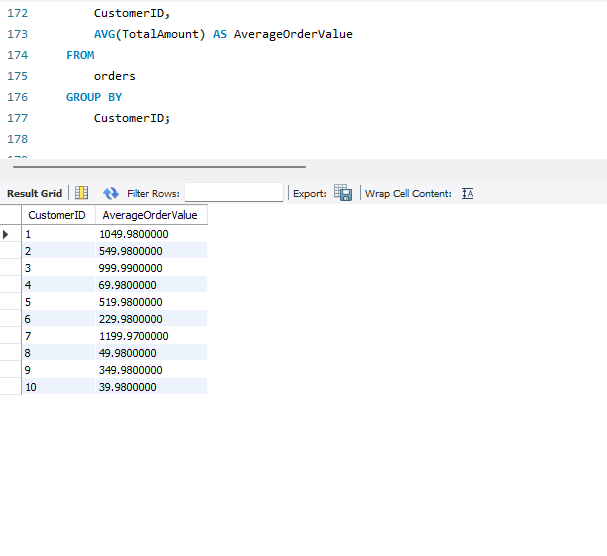 172 CustomerID,
173 AVG(TotalAmount) AS AverageOrderValue
174 FROM
175 orders
176 GROUP BY
177 CustomerID;
178
Result Grid Filter Rows: Export: Wrap Cell Content: IA
CustomerID AverageOrderValue
1 1049.9800000
2 549.9800000
3 999.9900000
4 69.9800000
5 519.9800000
6 229.9800000
7 1199.9700000
8 49.9800000
9 349.9800000
10 39.9800000